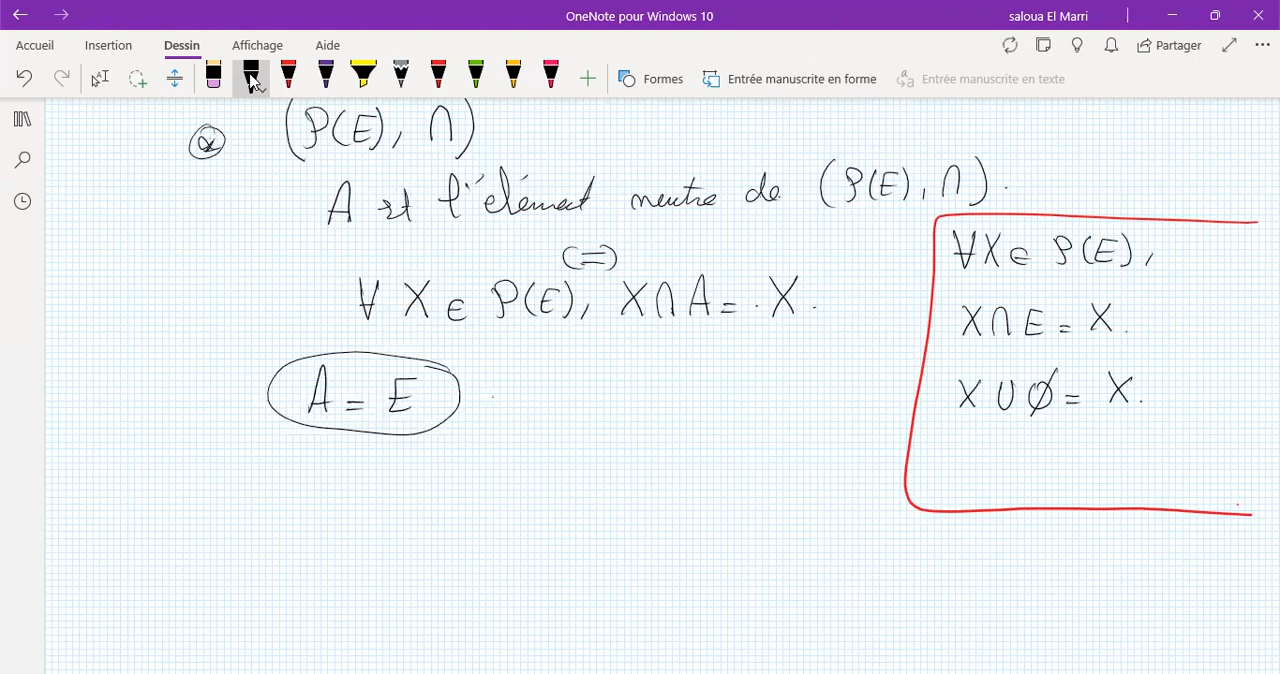 OneNote pour Windows 10
saloua El Marri
Accueil Insertion Dessin Affichage Aide
Partager
Formes Entrée manuscrite en forme Entrée manuscrite en texte
(P(E), ∩)
A est l'élément neutre de (P(E), ∩).
(=)
∀ X ∈ P(E), X∩A = X.
A = E
∀X ∈ P(E),
X ∩ E = X.
X ∪ ∅ = X.